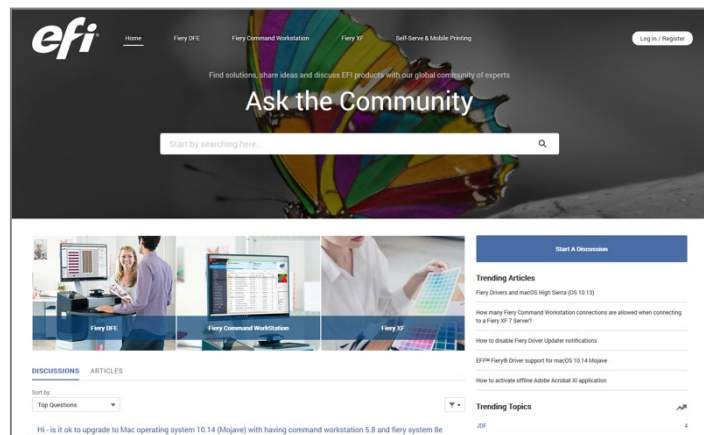 efi
Home
Fiery DFE
Fiery Command Workstation
Fiery XF
Self-Serve & Mobile Printing
Log in / Register
Find solutions, share ideas and discuss EFI products with our global community of experts
Ask the Community
Start by searching here...
Start A Discussion
Fiery DFE
Fiery Command WorkStation
Fiery XF
Trending Articles
Fiery Drivers and macOS High Sierra (OS 10.13)
How many Fiery Command Workstation connections are allowed when connecting
to a Fiery XF 7 Server?
How to disable Fiery Driver Updater notifications
EFI™ Fiery® Driver support for macOS 10.14 Mojave
How to activate offline Adobe Acrobat XI application
DISCUSSIONS
ARTICLES
Sort by:
Top Questions
Trending Topics
JDF
4
Hi - is it ok to upgrade to Mac operating system 10.14 (Mojave) with having command workstation 5.8 and fiery system 8e